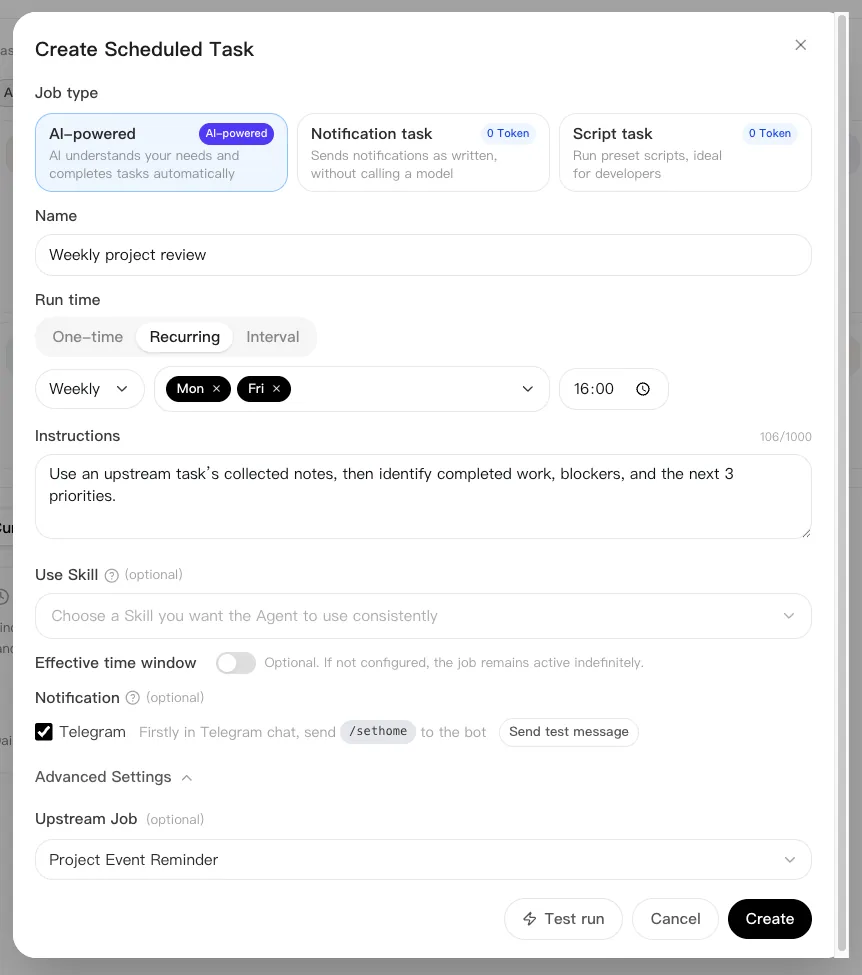 Create Scheduled Task
Job type
AI-powered
AI-powered
AI understands your needs and
completes tasks automatically
Notification task
0 Token
Sends notifications as written,
without calling a model
Script task
0 Token
Run preset scripts, ideal
for developers
Name
Weekly project review
Run time
One-time
Recurring
Interval
Weekly
Mon ×
Fri ×
16:00
Instructions
106/1000
Use an upstream task's collected notes, then identify completed work, blockers, and the next 3
priorities.
Use Skill ? (optional)
Choose a Skill you want the Agent to use consistently
Effective time window
Optional. If not configured, the job remains active indefinitely.
Notification ? (optional)
Telegram
Firstly in Telegram chat, send /sethome to the bot
Send test message
Advanced Settings
Upstream Job (optional)
Project Event Reminder
Test run
Cancel
Create